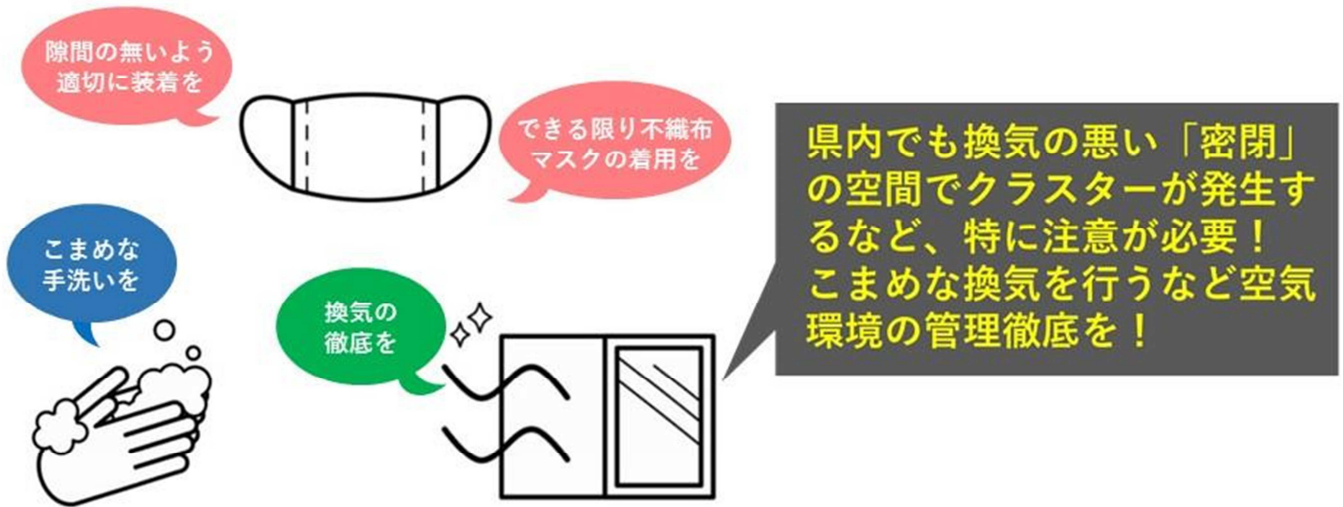 隙間の無いよう
適切に装着を
できる限り不織布
マスクの着用を
こまめな
手洗いを
換気の
徹底を
県内でも換気の悪い「密閉」
の空間でクラスターが発生す
るなど、特に注意が必要！
こまめな換気を行うなど空気
環境の管理徹底を！